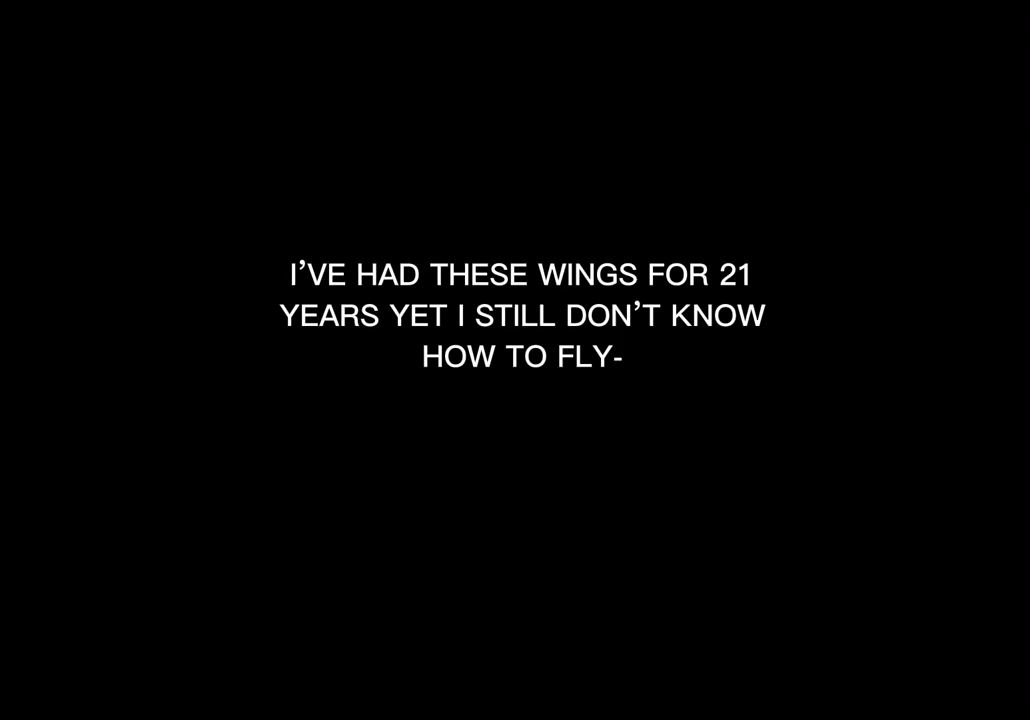 I’VE HAD THESE WINGS FOR 21
YEARS YET I STILL DON’T KNOW
HOW TO FLY-